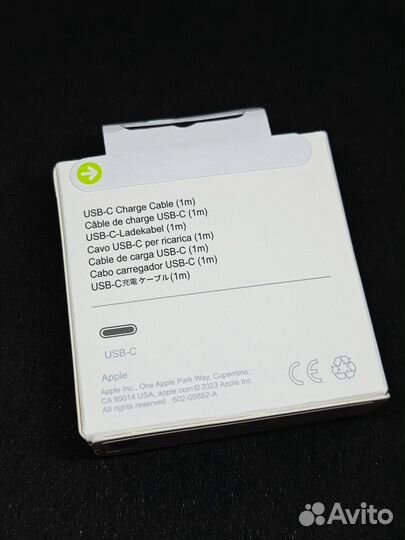 USB-C Charge Cable (1m)
Câble de charge USB-C (1m)
USB-C-Ladekabel (1m)
Cavo USB-C per ricarica (1m)
Cable de carga USB-C (1m)
Cabo carregador USB-C (1m)
USB-C充電ケーブル(1m)
USB-C
Apple
Apple Inc., One Apple Park Way, Cupertino,
CA 95014 USA, apple.com © 2023 Apple Inc.
All rights reserved. 602-05882-A
CE
Avito